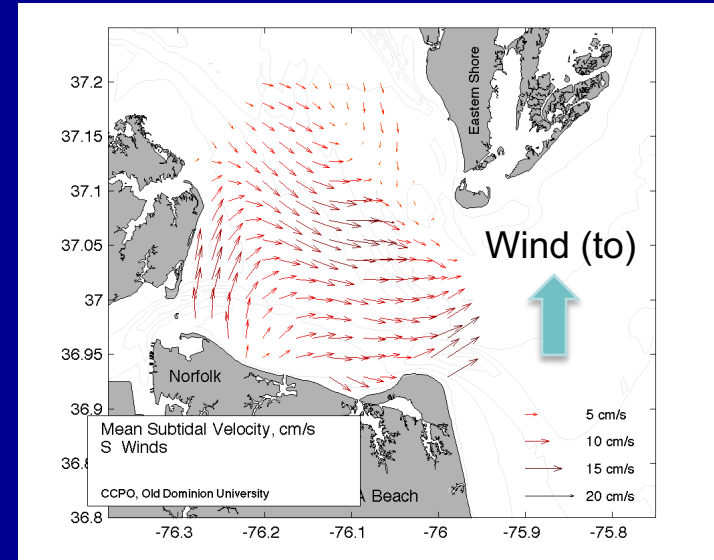 37.2
37.15
37.1
37.05
37
36.95
36.9
36.8
Eastern Shore
Wind (to)
Norfolk
Mean Subtidal Velocity, cm/s
S Winds
CCPO, Old Dominion University
Beach
5 cm/s
10 cm/s
15 cm/s
20 cm/s
-76.3 -76.2 -76.1 -76 -75.9 -75.8